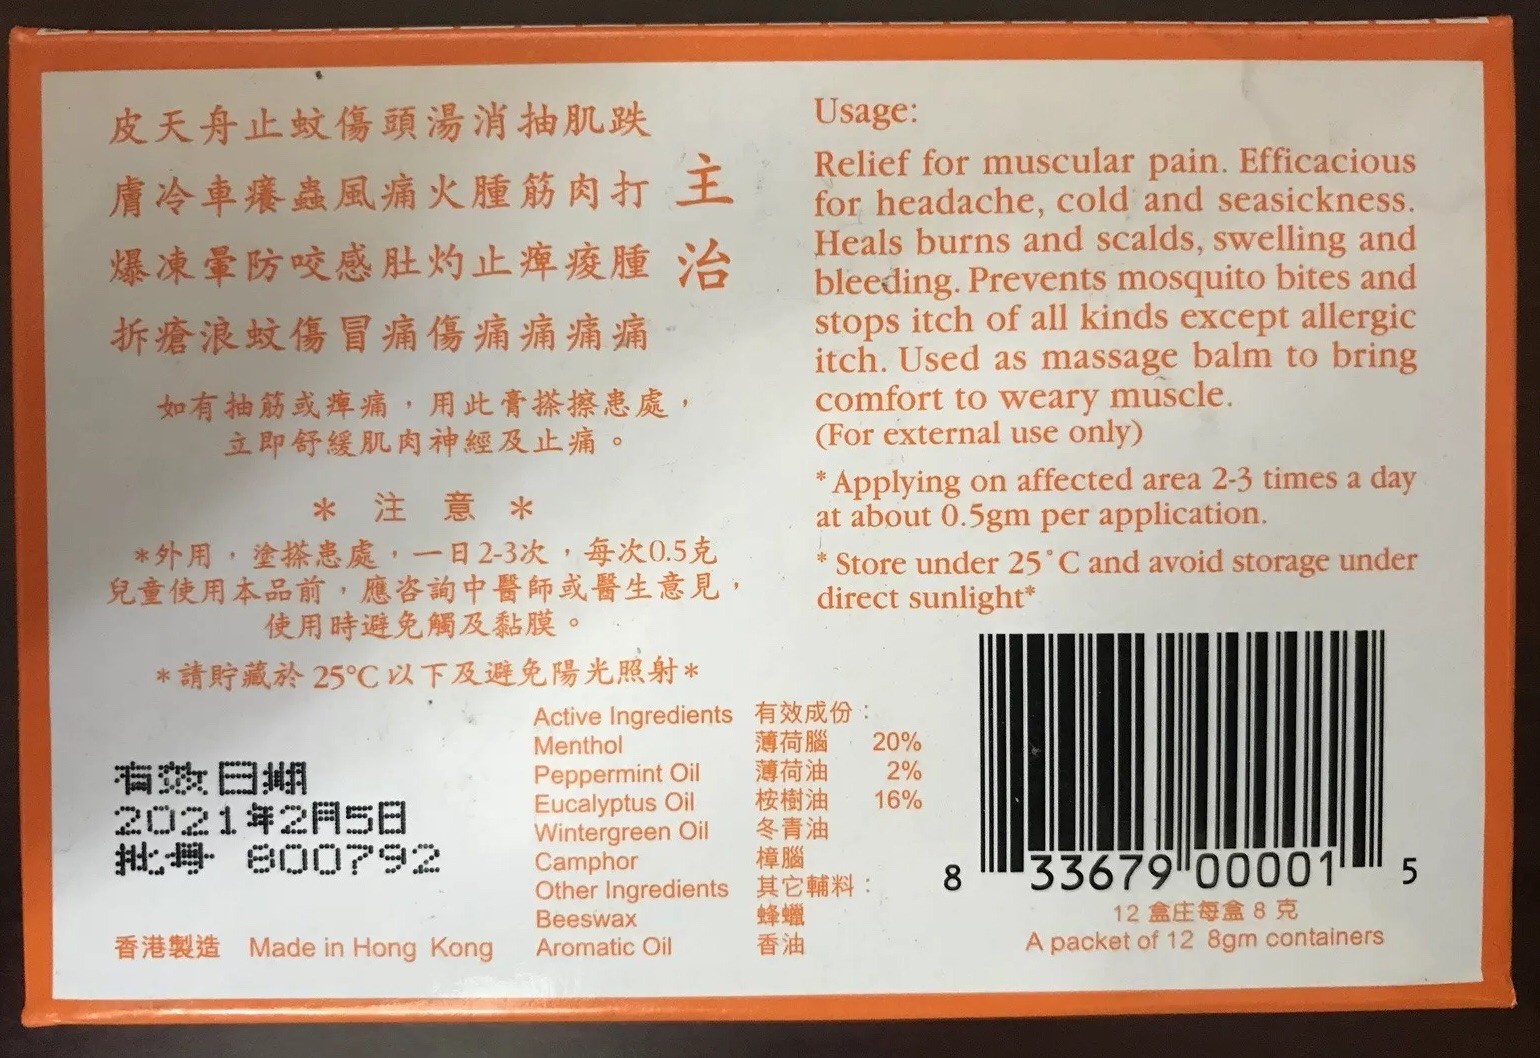 主治
跌打腫痛
肌肉痠痛
抽筋痺痛
消腫止痛
湯火灼傷
頭痛肚痛
傷風感冒
蚊蟲咬傷
止癢防蚊
舟車暈浪
天冷凍瘡
皮膚爆拆
如有抽筋或痺痛，用此膏搽擦患處，
立即舒緩肌肉神經及止痛。
* 注 意 *
*外用，塗搽患處，一日2-3次，每次0.5克
兒童使用本品前，應咨詢中醫師或醫生意見，
使用時避免觸及黏膜。
*請貯藏於 25°C 以下及避免陽光照射*
有效日期
2021年2月5日
批号 800792
香港製造 Made in Hong Kong
Usage:
Relief for muscular pain. Efficacious
for headache, cold and seasickness.
Heals burns and scalds, swelling and
bleeding. Prevents mosquito bites and
stops itch of all kinds except allergic
itch. Used as massage balm to bring
comfort to weary muscle.
(For external use only)
*Applying on affected area 2-3 times a day
at about 0.5gm per application.
*Store under 25°C and avoid storage under
direct sunlight*
Active Ingredients 有效成份：
Menthol 薄荷腦 20%
Peppermint Oil 薄荷油 2%
Eucalyptus Oil 桉樹油 16%
Wintergreen Oil 冬青油
Camphor 樟腦
Other Ingredients 其它輔料：
Beeswax 蜂蠟
Aromatic Oil 香油
8 33679 00001 5
12 盒庄每盒 8 克
A packet of 12 8gm containers